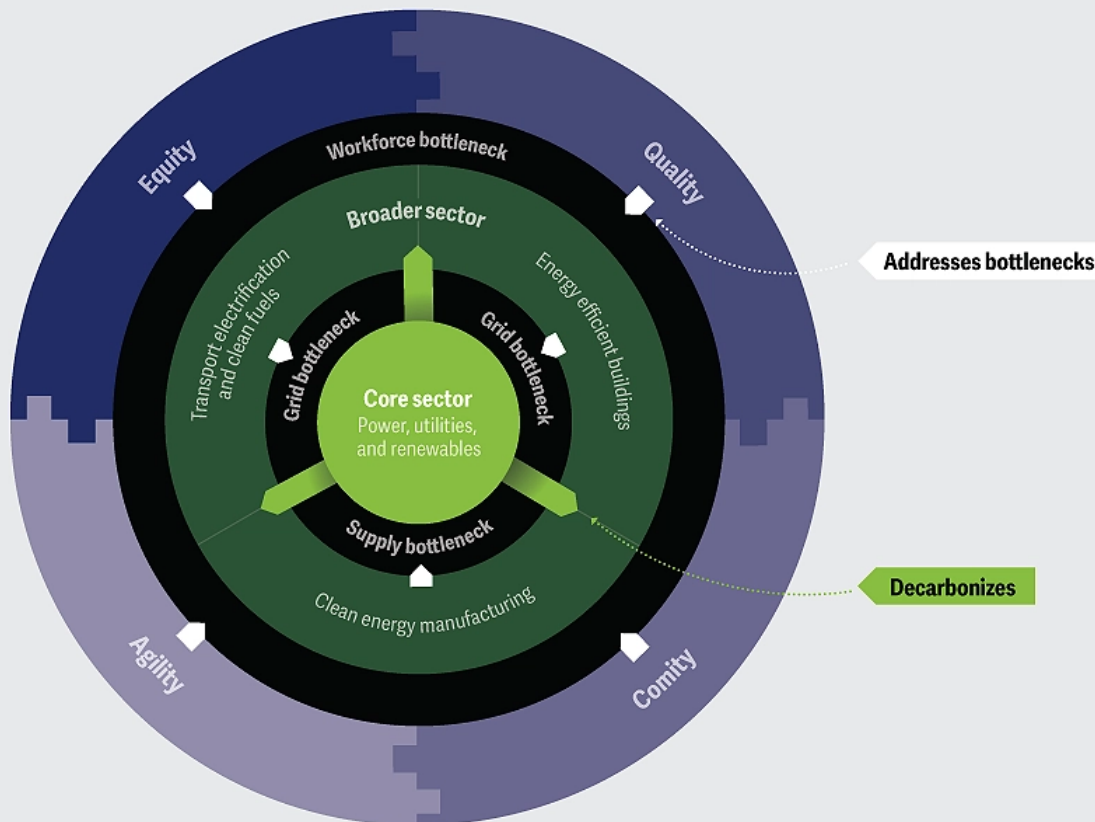 Workforce bottleneck
Equity
Quality
Broader sector
Addresses bottlenecks
Transport electrification
and clean fuels
Energy efficient buildings
Grid bottleneck
Grid bottleneck
Core sector
Power, utilities,
and renewables
Supply bottleneck
Decarbonizes
Clean energy manufacturing
Agility
Comity